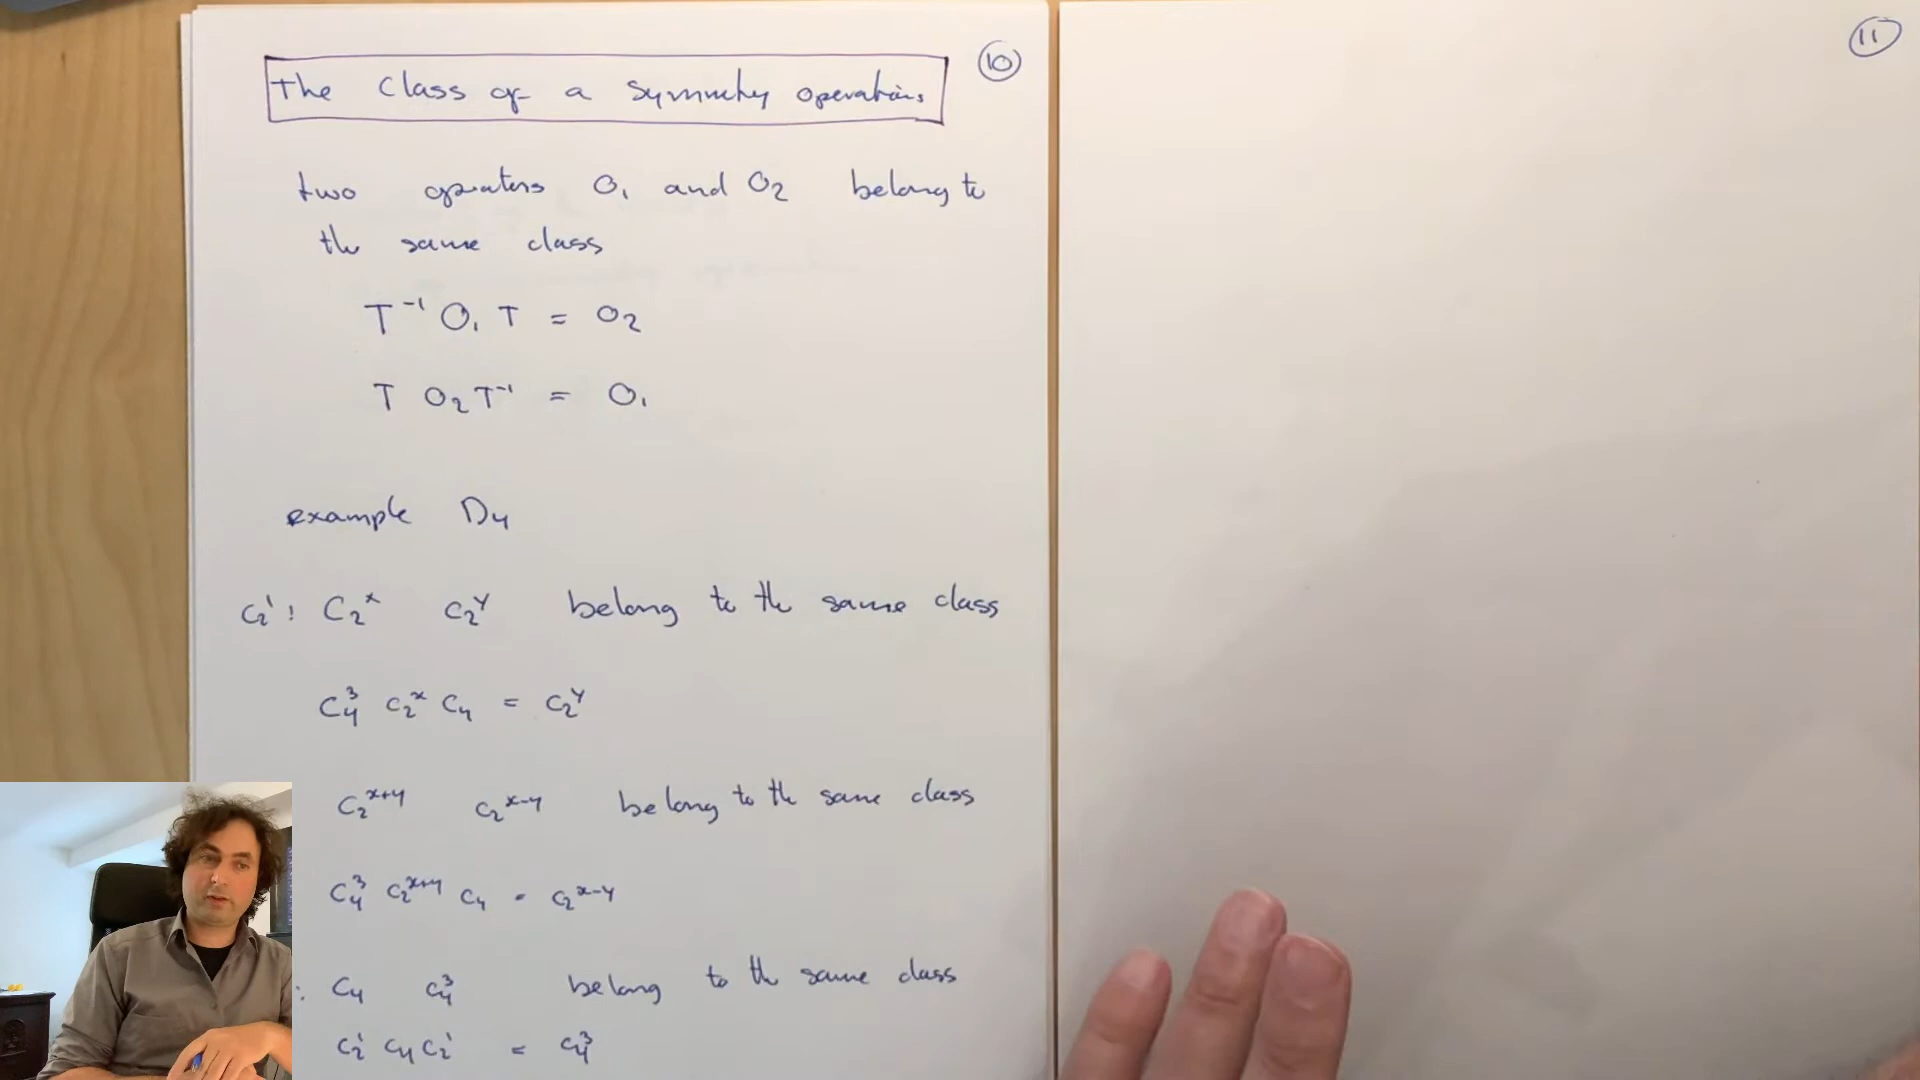 The Class of a symmetry operations
10
two operators O₁ and O₂ belong to
the same class
T⁻¹ O₁ T = O₂
T O₂ T⁻¹ = O₁
example D₄
C₂' : C₂ˣ C₂ʸ belong to the same class
C₄³ C₂ˣ C₄ = C₂ʸ
C₂ˣ⁺ʸ C₂ˣ⁻ʸ belong to the same class
C₄³ C₂ˣ⁺ʸ C₄ = C₂ˣ⁻ʸ
: C₄ C₄³ belong to the same class
C₂' C₄ C₂' = C₄³
11